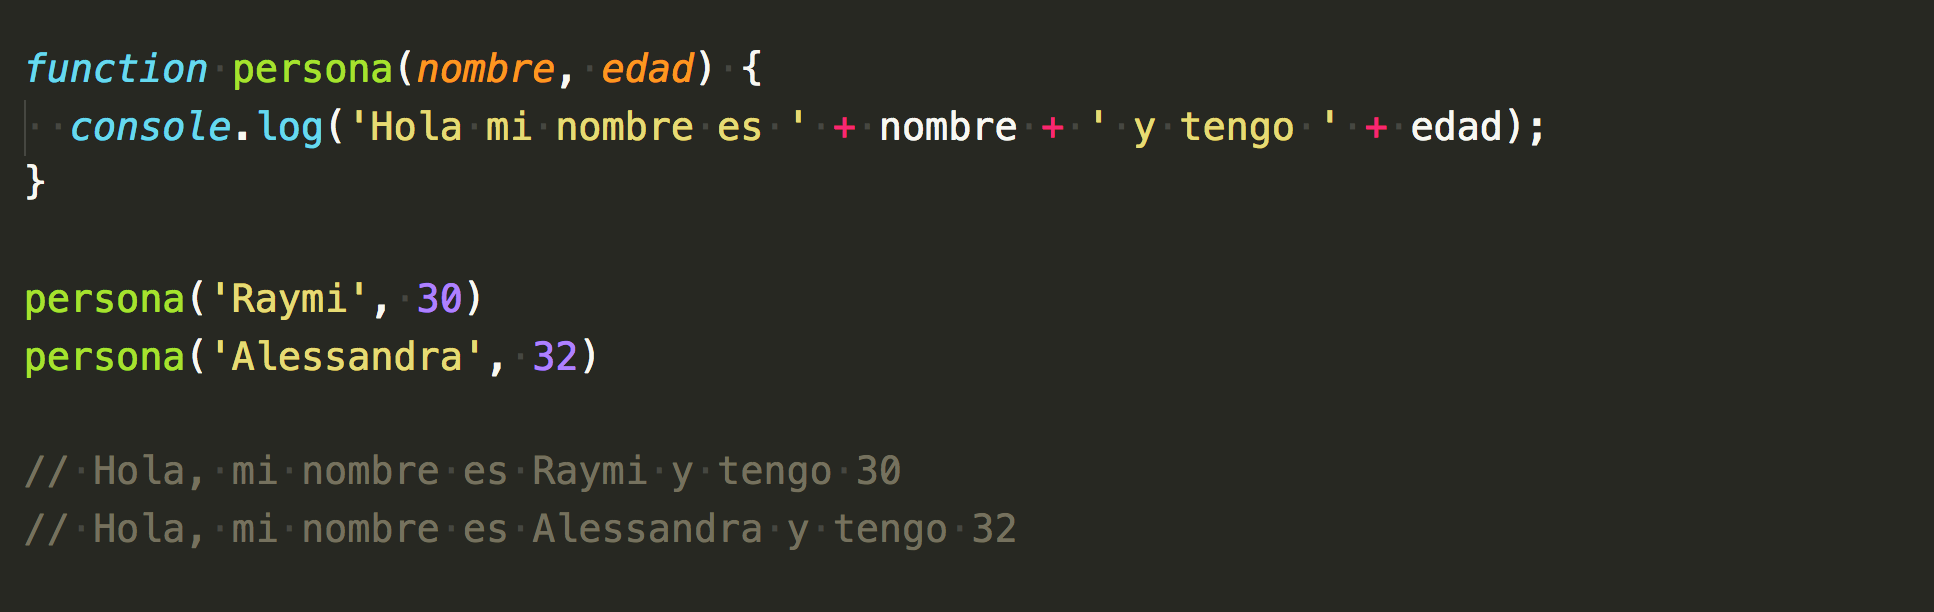 function persona(nombre, edad) {
  console.log('Hola mi nombre es ' + nombre + ' y tengo ' + edad);
}
persona('Raymi', 30)
persona('Alessandra', 32)
// Hola, mi nombre es Raymi y tengo 30
// Hola, mi nombre es Alessandra y tengo 32